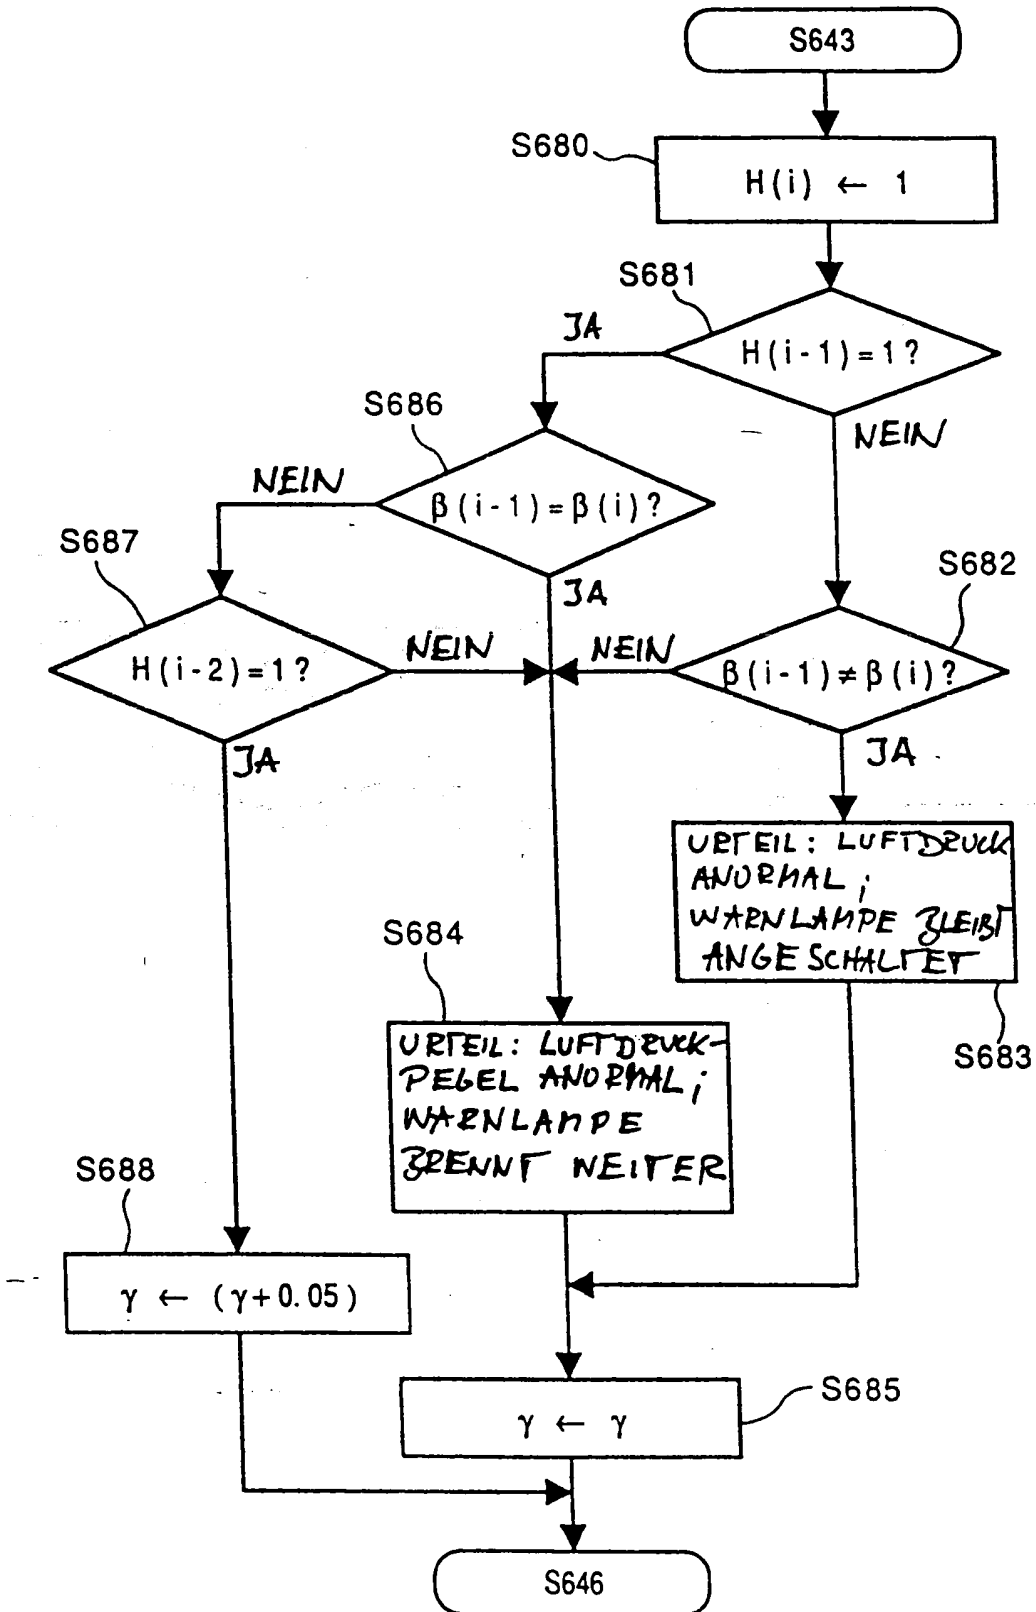 S643
S680
H(i) ← 1
S681
JA
H(i-1)=1?
S686
NEIN
NEIN
β(i-1)=β(i)?
S687
S682
JA
H(i-2)=1?
NEIN
NEIN
β(i-1)≠β(i)?
JA
JA
URTEIL: LUFTDRUCK
ANORMAL;
WARNLAMPE BLEIBT
ANGESCHALTET
S684
S683
URTEIL: LUFTDRUCK-
PEGEL ANORMAL;
WARNLAMPE
BRENNT WEITER
S688
γ ← (γ+0.05)
S685
γ ← γ
S646